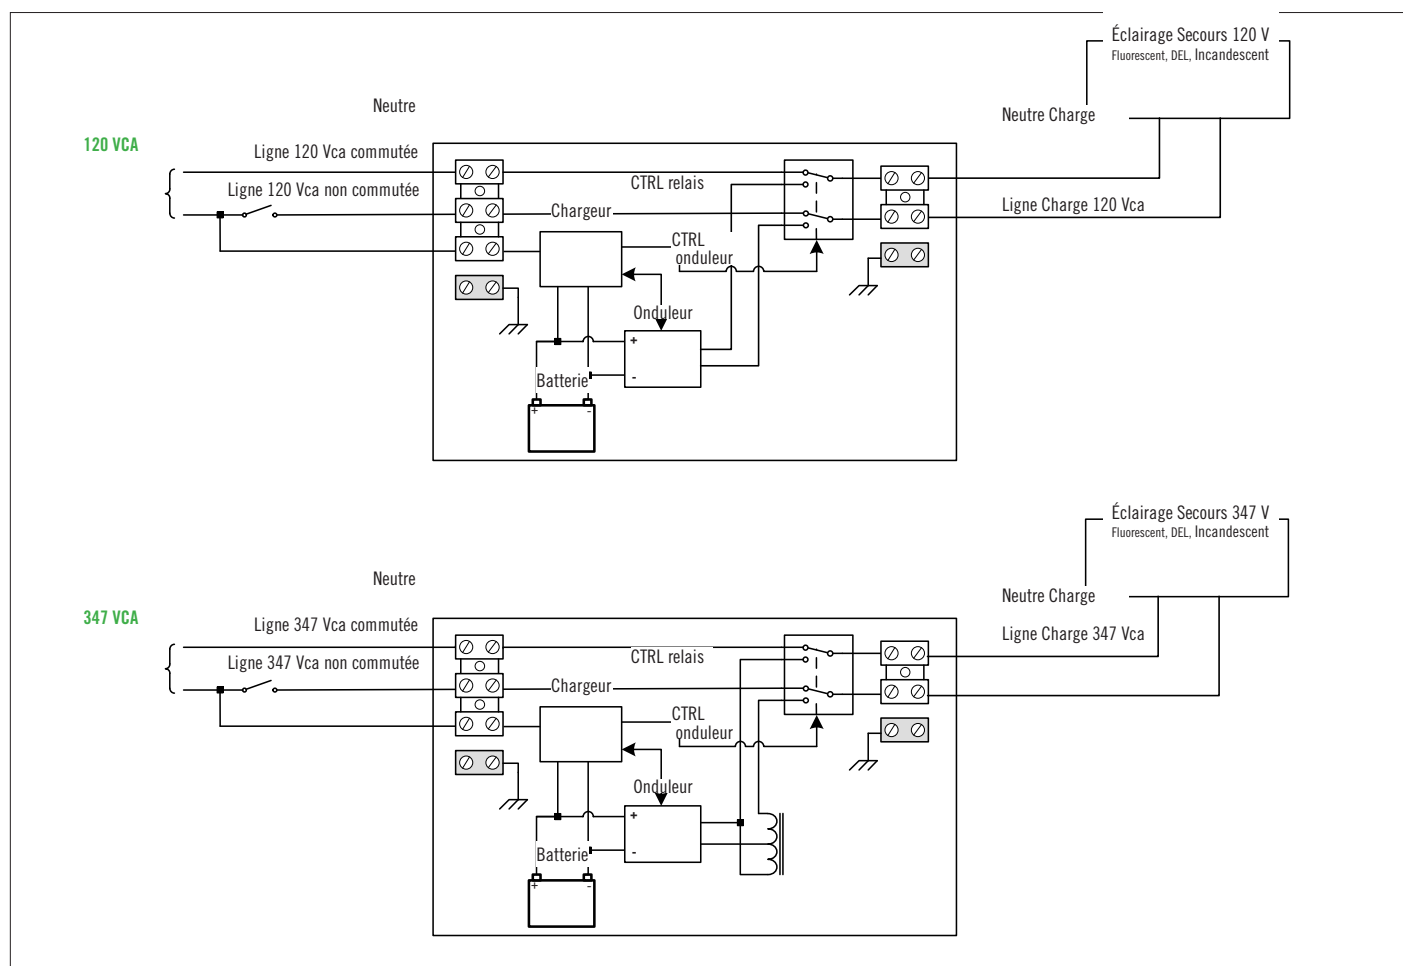 Éclairage Secours 120 V
Fluorescent, DEL, Incandescent
Neutre
Neutre Charge
120 VCA
Ligne 120 Vca commutée
CTRL relais
Ligne 120 Vca non commutée
Chargeur
Ligne Charge 120 Vca
CTRL
onduleur
Onduleur
+
-
Batterie
+ -
Éclairage Secours 347 V
Fluorescent, DEL, Incandescent
Neutre
Neutre Charge
347 VCA
Ligne 347 Vca commutée
Ligne Charge 347 Vca
CTRL relais
Ligne 347 Vca non commutée
Chargeur
CTRL
onduleur
Onduleur
+
-
Batterie
+ -